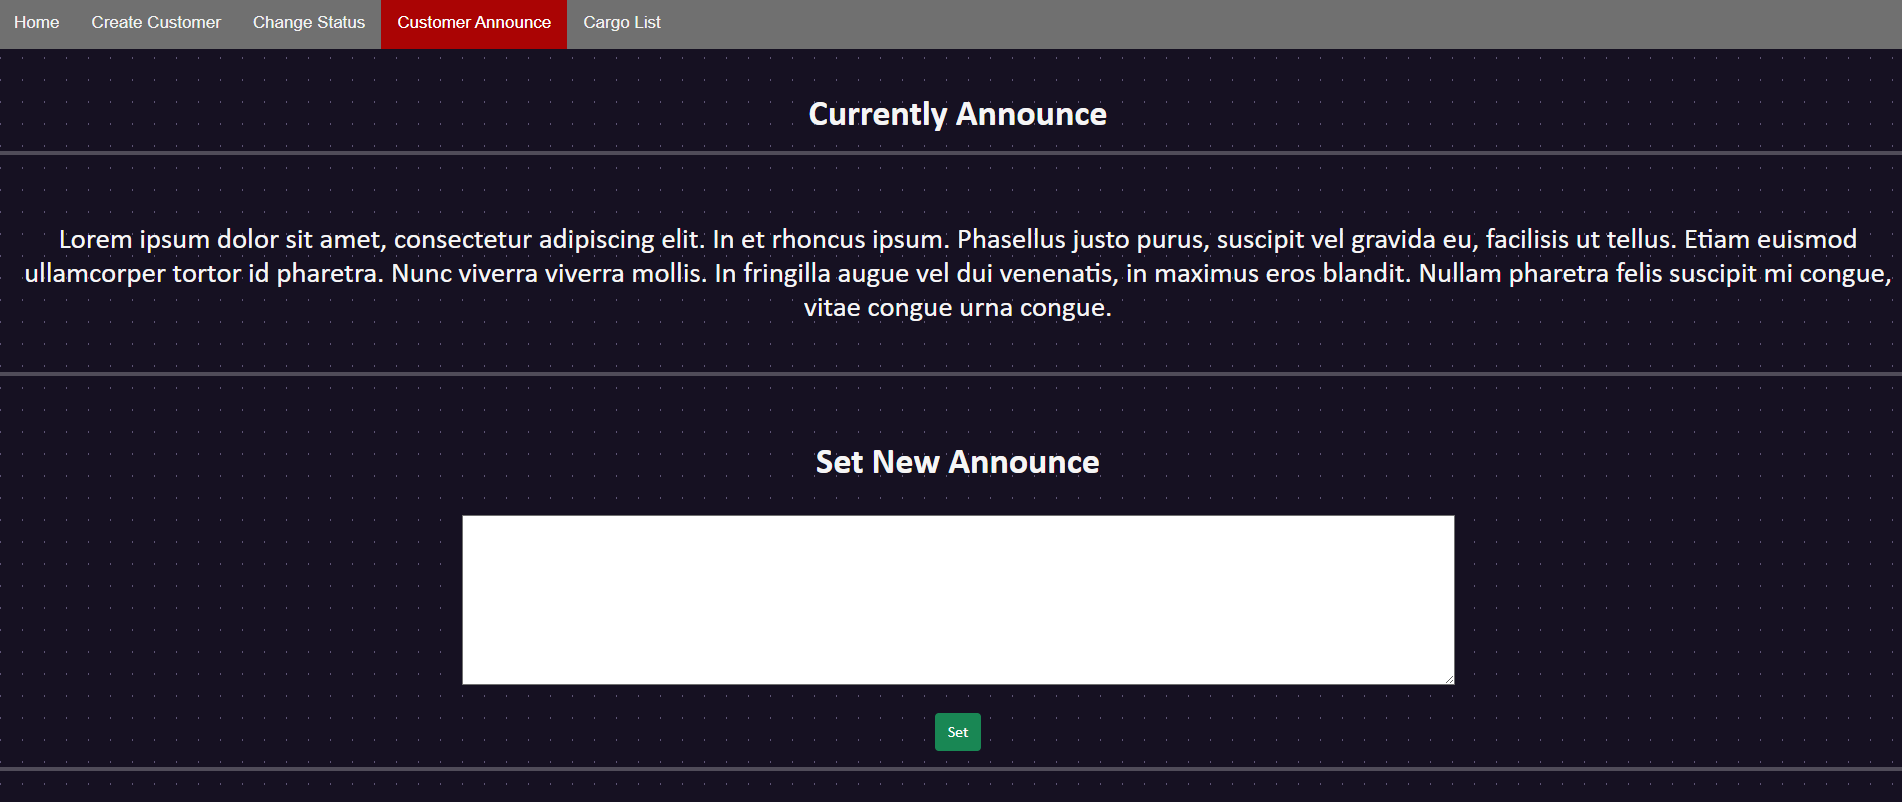 Home Create Customer Change Status Customer Announce Cargo List
Currently Announce
Lorem ipsum dolor sit amet, consectetur adipiscing elit. In et rhoncus ipsum. Phasellus justo purus, suscipit vel gravida eu, facilisis ut tellus. Etiam euismod
ullamcorper tortor id pharetra. Nunc viverra viverra mollis. In fringilla augue vel dui venenatis, in maximus eros blandit. Nullam pharetra felis suscipit mi congue,
vitae congue urna congue.
Set New Announce
Set